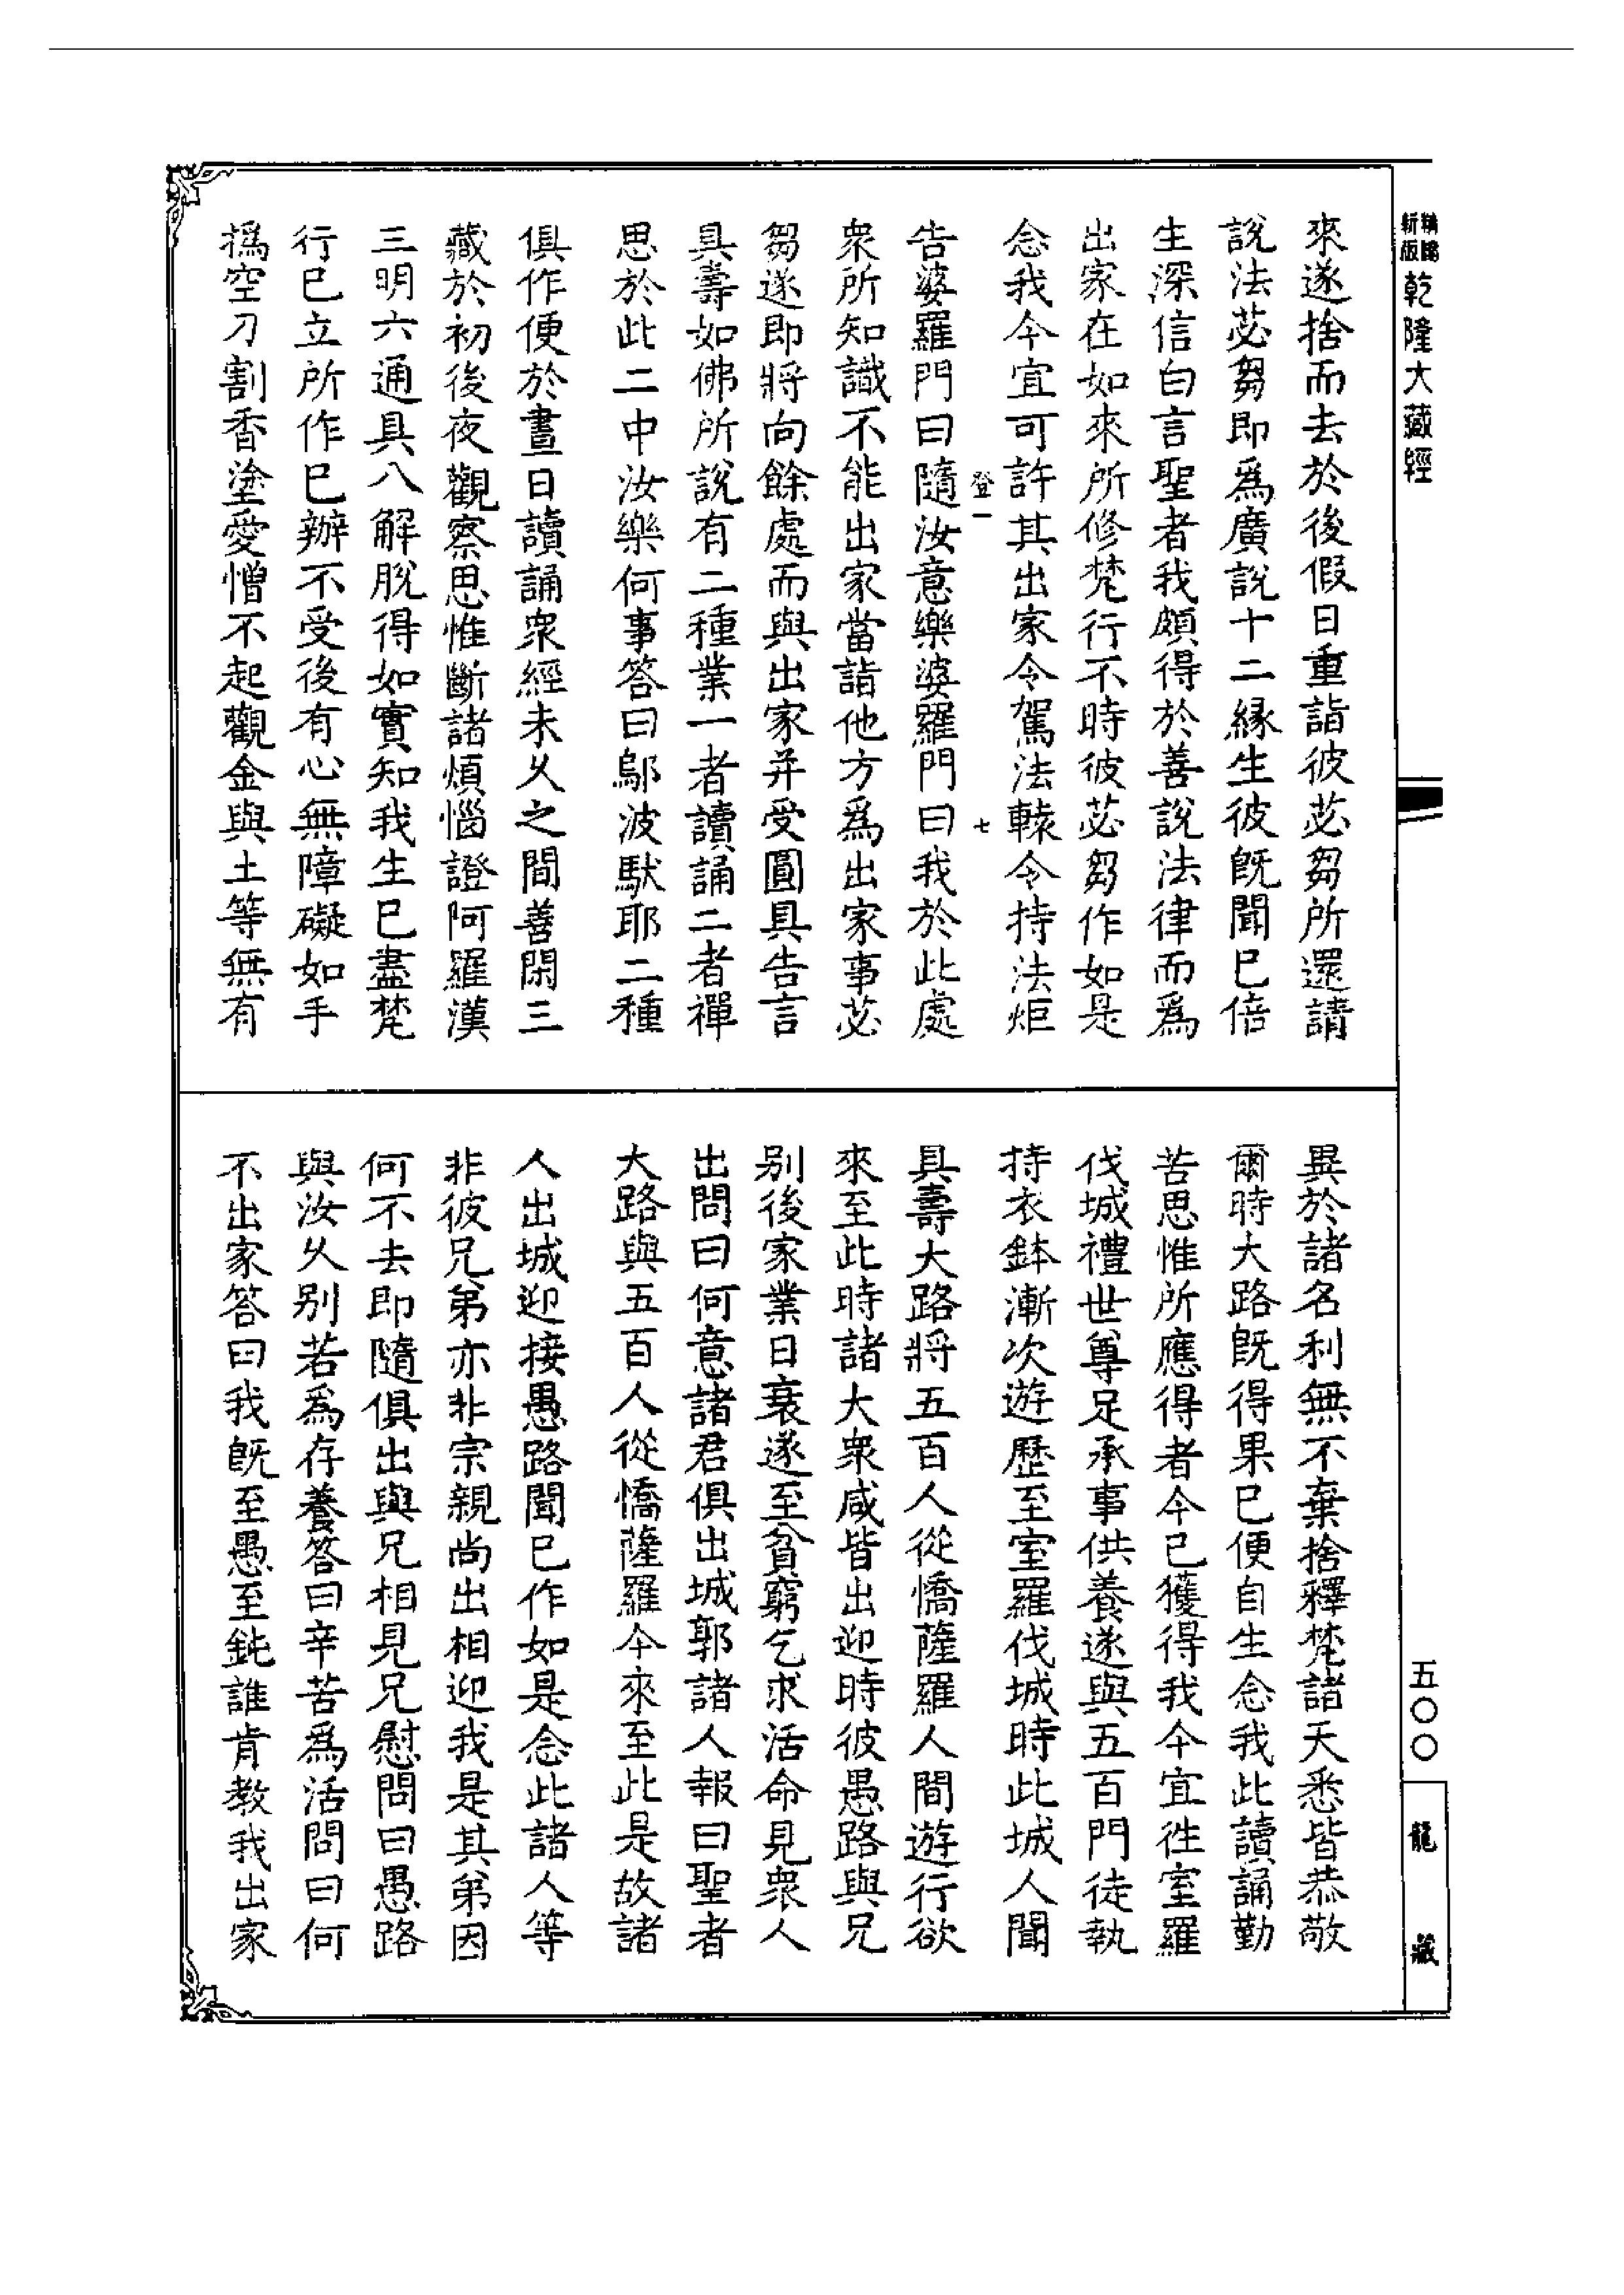 精縮新版
乾隆大藏經
來遂捨而去於後假日重詣彼苾芻所還請
說法苾芻即爲廣說十二緣生彼旣聞已倍
生深信白言聖者我頗得於善說法律而爲
出家在如來所修梵行不時彼苾芻作如是
念我今宜可許其出家令駕法轅令持法炬
登一 七
告婆羅門曰隨汝意樂婆羅門曰我於此處
衆所知識不能出家當詣他方爲出家事苾
芻遂即將向餘處而與出家并受圓具告言
具壽如佛所說有二種業一者讀誦二者禪
思於此二中汝樂何事答曰鄔波馱耶二種
俱作便於晝日讀誦衆經未久之間善閑三
藏於初後夜觀察思惟斷諸煩惱證阿羅漢
三明六通具八解脫得如實知我生已盡梵
行已立所作已辦不受後有心無障礙如手
撝空刀割香塗愛憎不起觀金與土等無有
異於諸名利無不棄捨釋梵諸天悉皆恭敬
爾時大路旣得果已便自生念我此讀誦勤
苦思惟所應得者今已獲得我今宜往室羅
伐城禮世尊足承事供養遂與五百門徒執
持衣鉢漸次遊歷至室羅伐城時此城人聞
具壽大路將五百人從憍薩羅人間遊行欲
來至此時諸大衆咸皆出迎時彼愚路與兄
別後家業日衰遂至貧窮乞求活命見衆人
出問曰何意諸君俱出城郭諸人報曰聖者
大路與五百人從憍薩羅今來至此是故諸
人出城迎接愚路聞已作如是念此諸人等
非彼兄弟亦非宗親尚出相迎我是其弟因
何不去即隨俱出與兄相見兄慰問曰愚路
與汝久別若爲存養答曰辛苦爲活問曰何
不出家答曰我旣至愚至鈍誰肯教我出家
五〇〇
龍藏